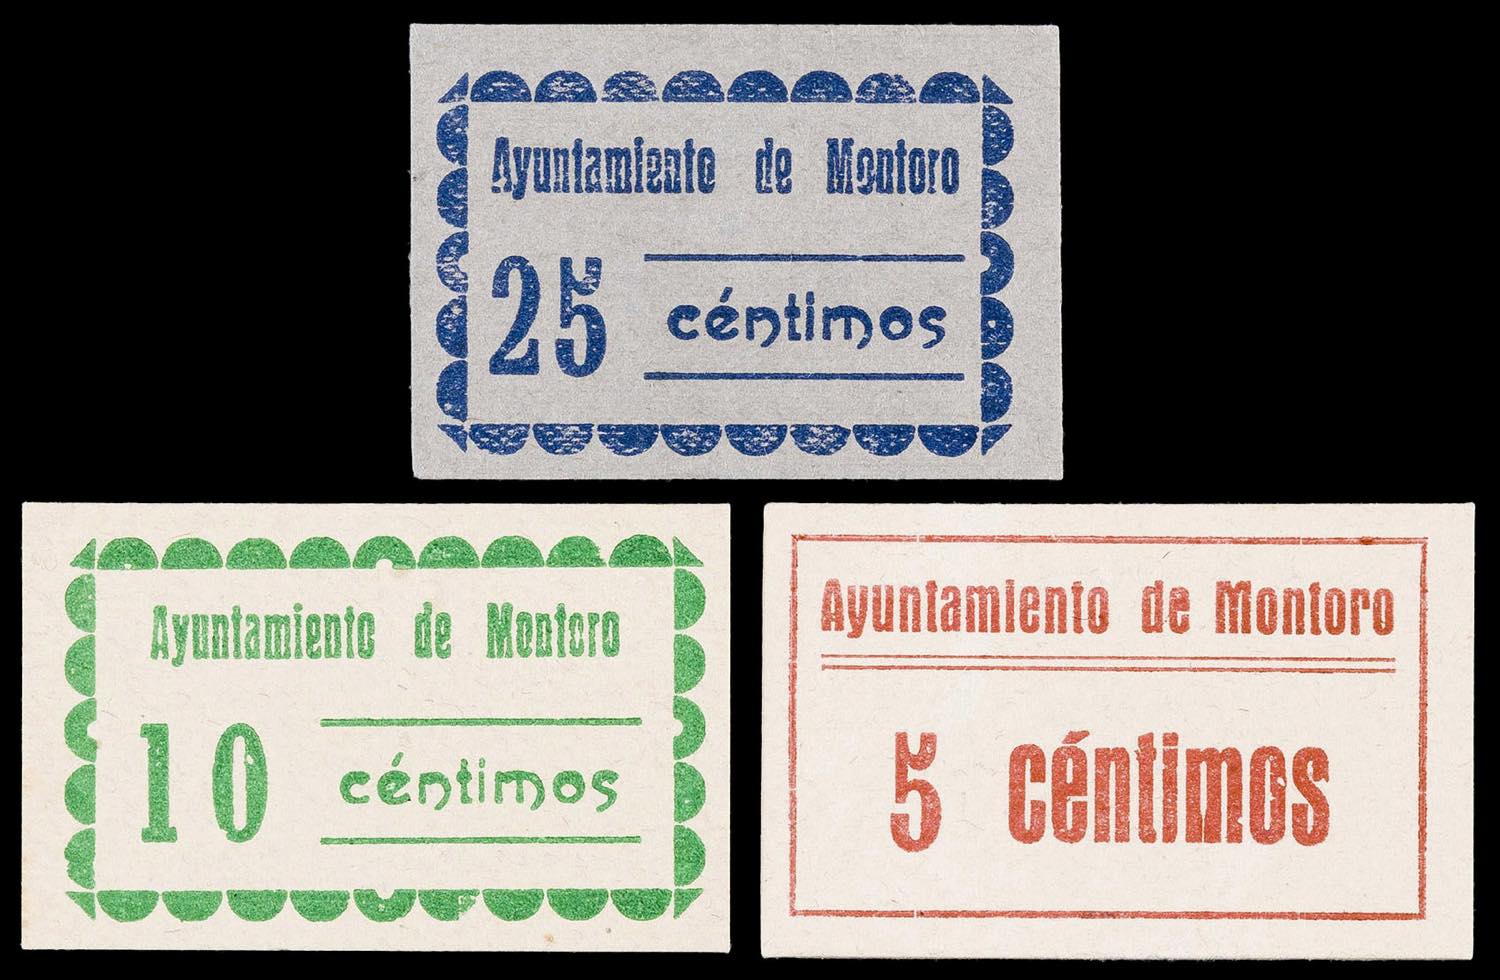 Ayuntamiento de Montoro
25 céntimos
Ayuntamiento de Montoro
10 céntimos
Ayuntamiento de Montoro
5 céntimos